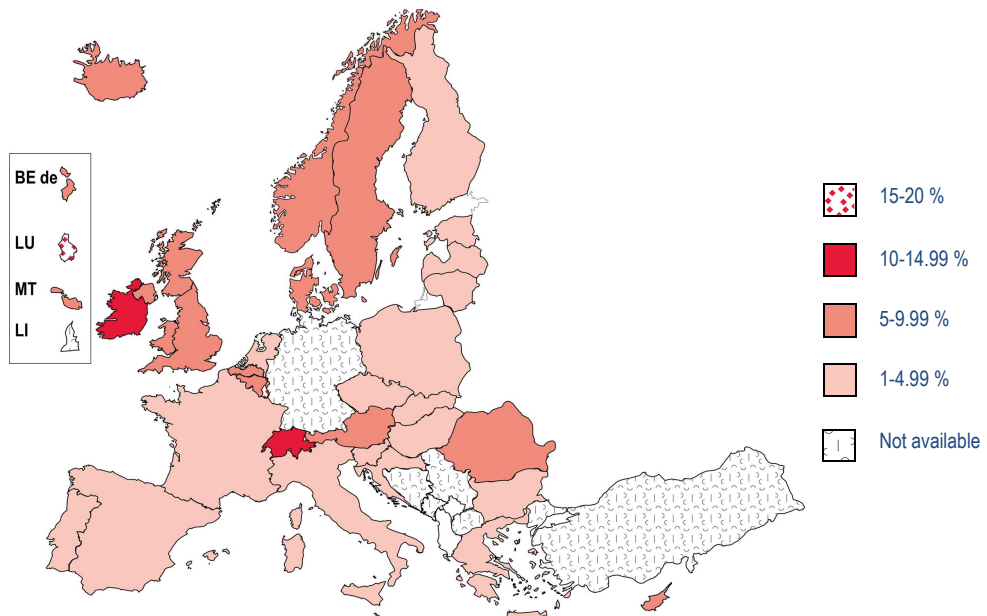 BE de
LU
MT
LI
15-20 %
10-14.99 %
5-9.99 %
1-4.99 %
Not available